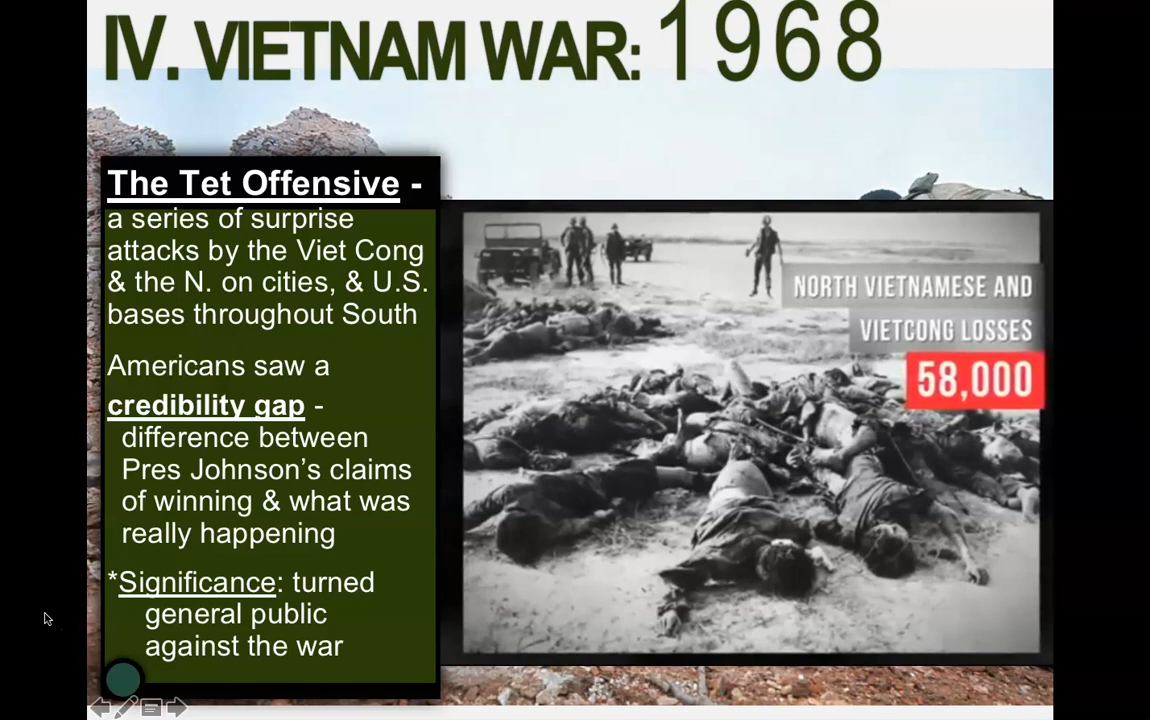 IV. VIETNAM WAR: 1968
The Tet Offensive -
a series of surprise
attacks by the Viet Cong
& the N. on cities, & U.S.
bases throughout South
Americans saw a
credibility gap -
difference between
Pres Johnson’s claims
of winning & what was
really happening
*Significance: turned
general public
against the war
NORTH VIETNAMESE AND
VIETCONG LOSSES
58,000